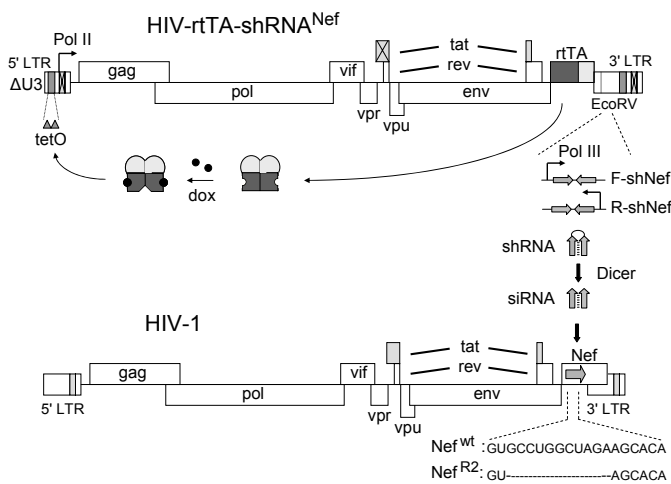 HIV-rtTA-shRNA^Nef
5' LTR Pol II
ΔU3
gag
vif
tat
rev
rtTA
3' LTR
pol
vpr
vpu
env
EcoRV
tetO
dox
Pol III
F-shNef
R-shNef
shRNA
Dicer
siRNA
HIV-1
Nef
gag
vif
tat
rev
pol
vpr
vpu
env
5' LTR
3' LTR
Nef^wt :GUGCCUGGCUAGAAGCACA
Nef^R2 :GU----------------------AGCACA